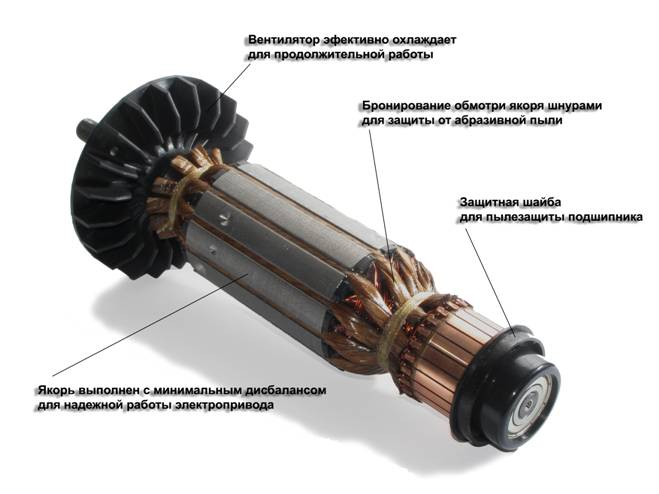 Вентилятор эфективно охлаждает
для продолжительной работы
Бронирование обмотри якоря шнурами
для защиты от абразивной пыли
Защитная шайба
для пылезащиты подшипника
Якорь выполнен с минимальным дисбалансом
для надежной работы электропривода